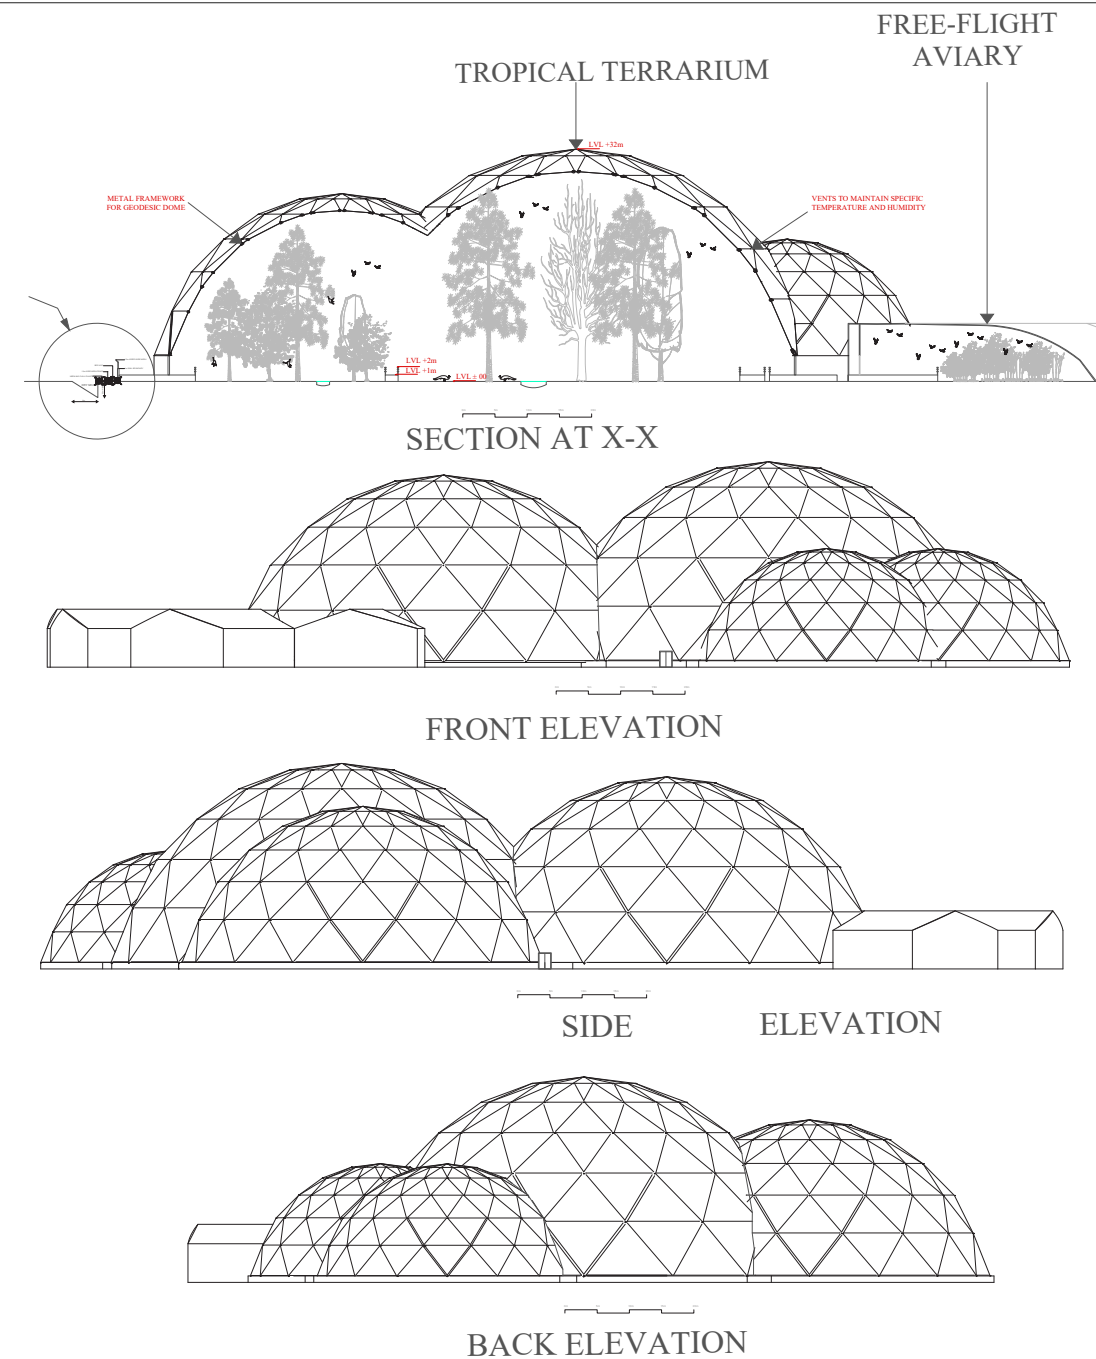 FREE-FLIGHT
AVIARY
TROPICAL TERRARIUM
LVL +32m
METAL FRAMEWORK
FOR GEODESIC DOME
VENTS TO MAINTAIN SPECIFIC
TEMPERATURE AND HUMIDITY
LVL +2m
LVL +1m
LVL ± 00
SECTION AT X-X
FRONT ELEVATION
SIDE ELEVATION
BACK ELEVATION